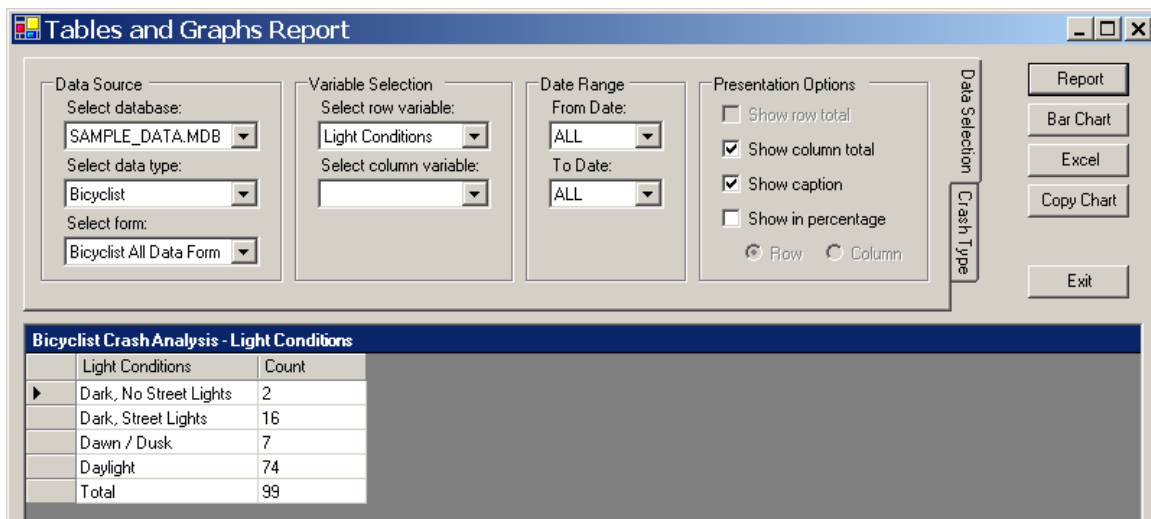 Tables and Graphs Report
Data Source
Select database:
SAMPLE_DATA.MDB
Select data type:
Bicyclist
Select form:
Bicyclist All Data Form
Variable Selection
Select row variable:
Light Conditions
Select column variable:
Date Range
From Date:
ALL
To Date:
ALL
Presentation Options
Show row total
Show column total
Show caption
Show in percentage
Row Column
Data Selection
Crash Type
Report
Bar Chart
Excel
Copy Chart
Exit
Bicyclist Crash Analysis - Light Conditions
Light Conditions Count
Dark, No Street Lights 2
Dark, Street Lights 16
Dawn / Dusk 7
Daylight 74
Total 99